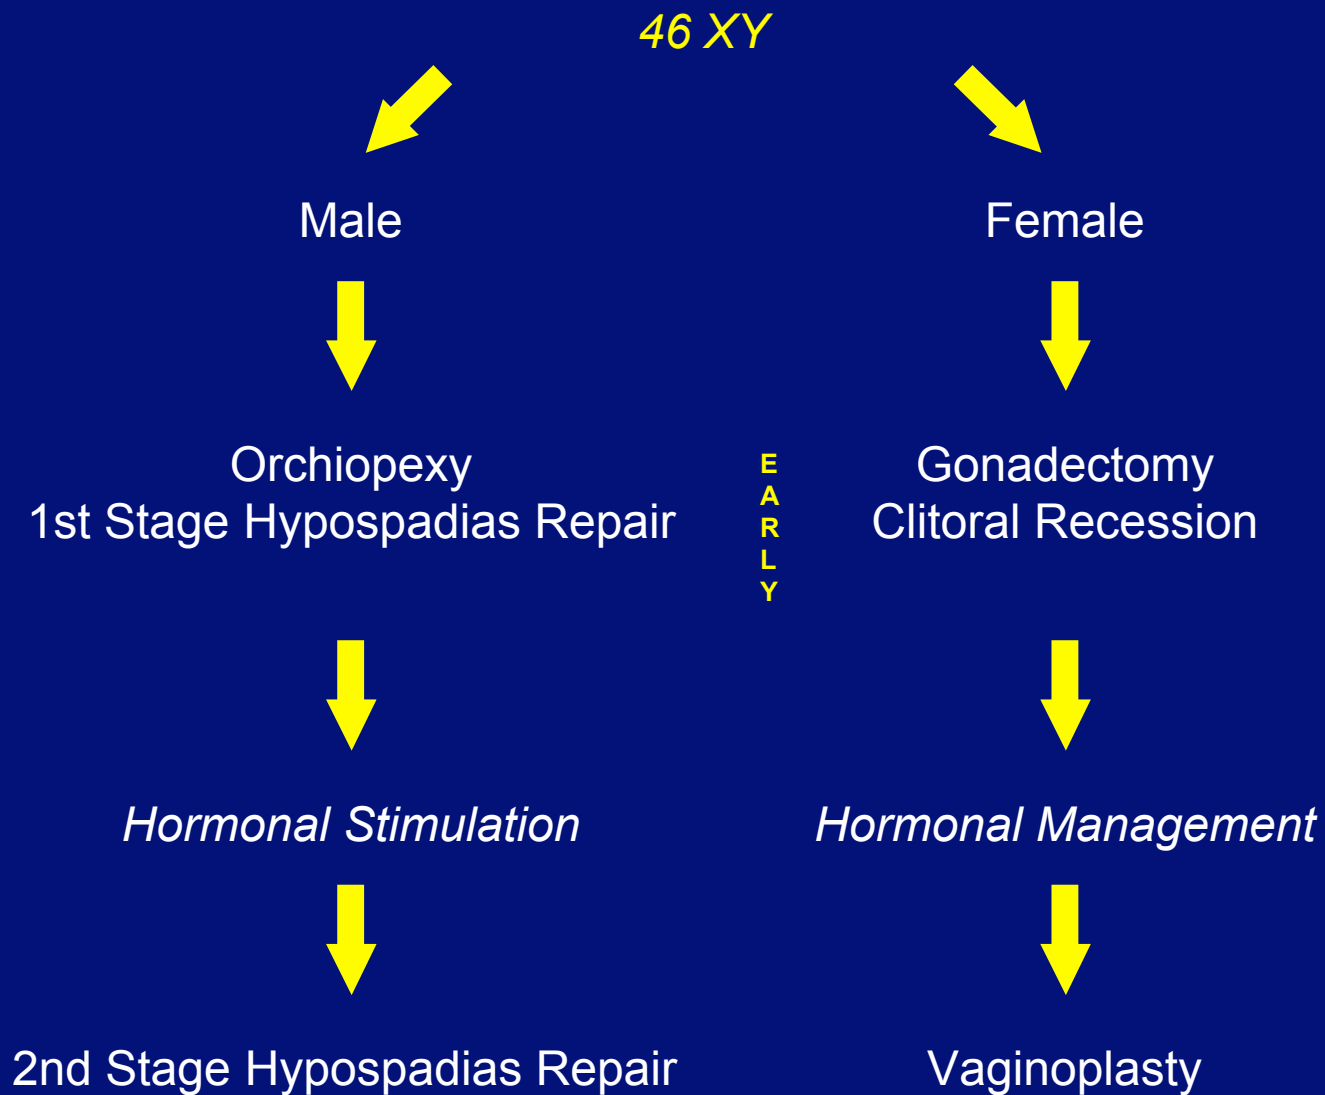 46 XY
Male
Female
Orchiopexy
1st Stage Hypospadias Repair
EARLY
Gonadectomy
Clitoral Recession
Hormonal Stimulation
Hormonal Management
2nd Stage Hypospadias Repair
Vaginoplasty